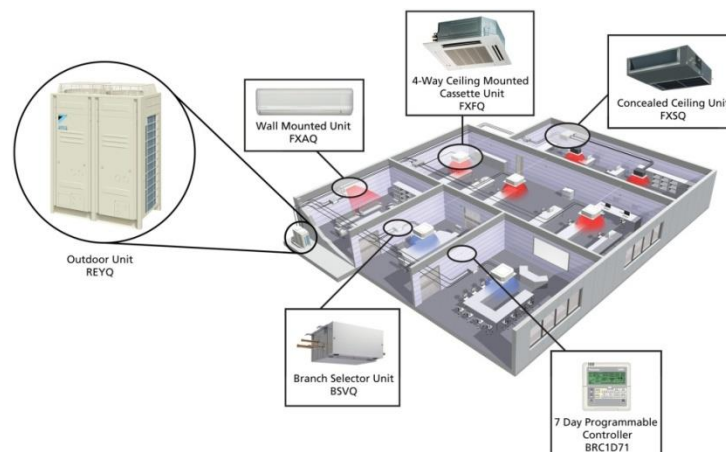 4-Way Ceiling Mounted
Cassette Unit
FXFQ
Concealed Ceiling Unit
FXSQ
Wall Mounted Unit
FXAQ
Outdoor Unit
REYQ
Branch Selector Unit
BSVQ
7 Day Programmable
Controller
BRC1D71